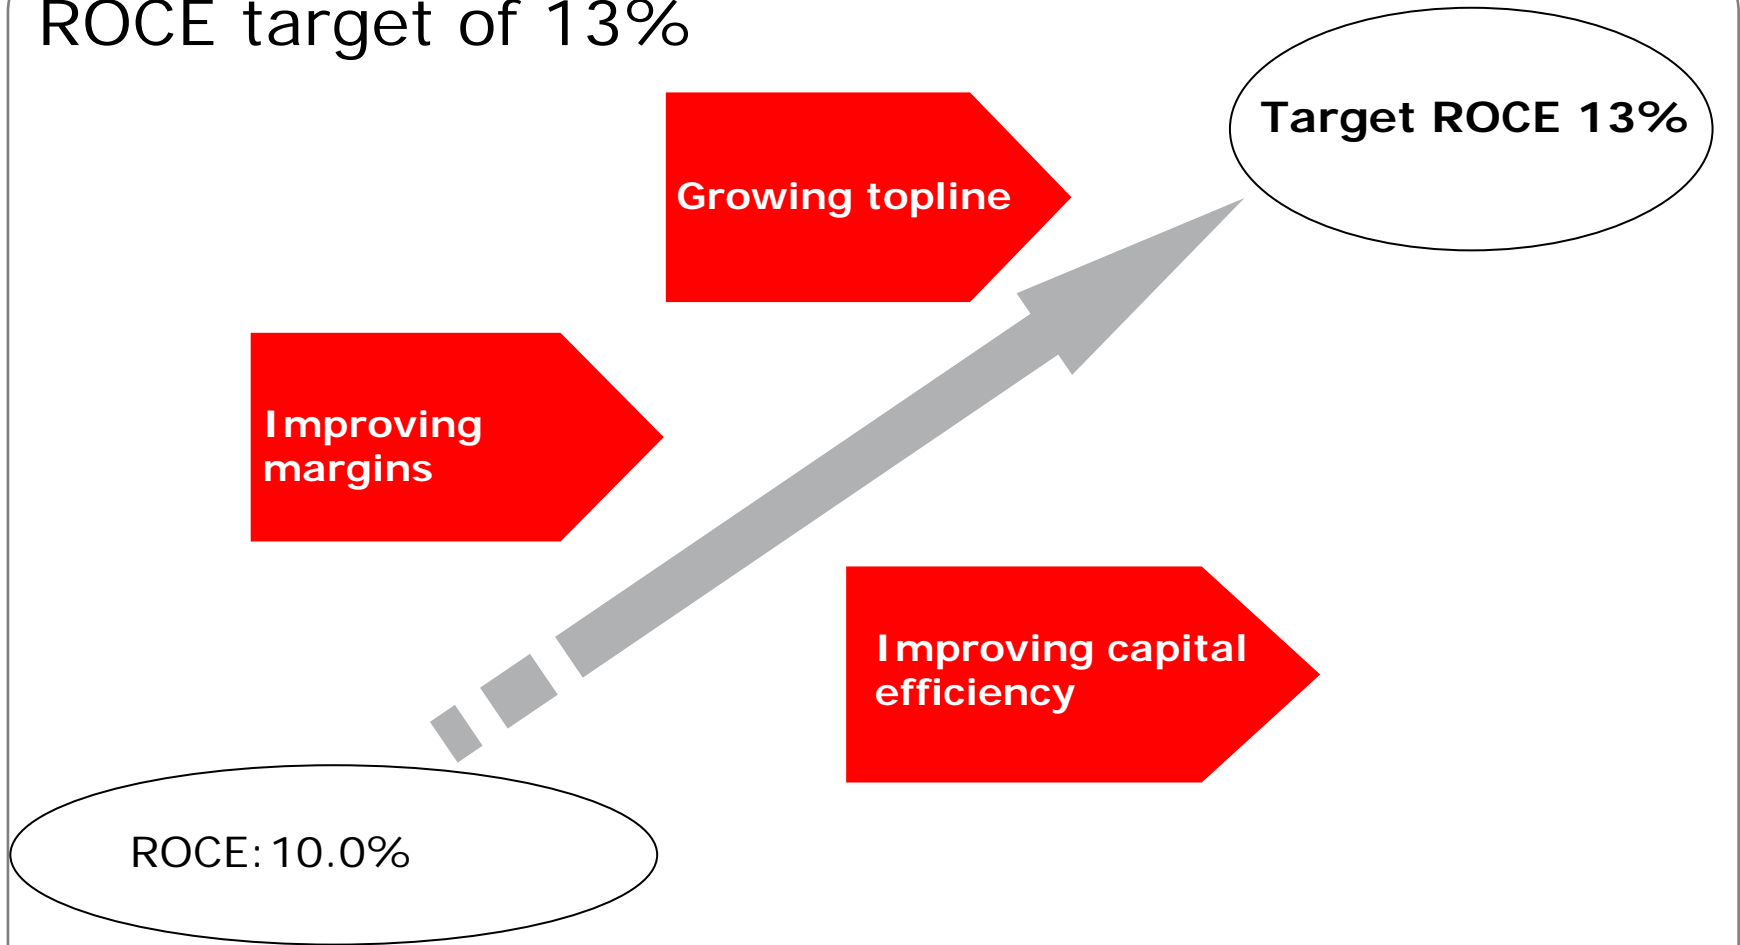 ROCE target of 13%
Target ROCE 13%
Growing topline
Improving
margins
Improving capital
efficiency
ROCE: 10.0%